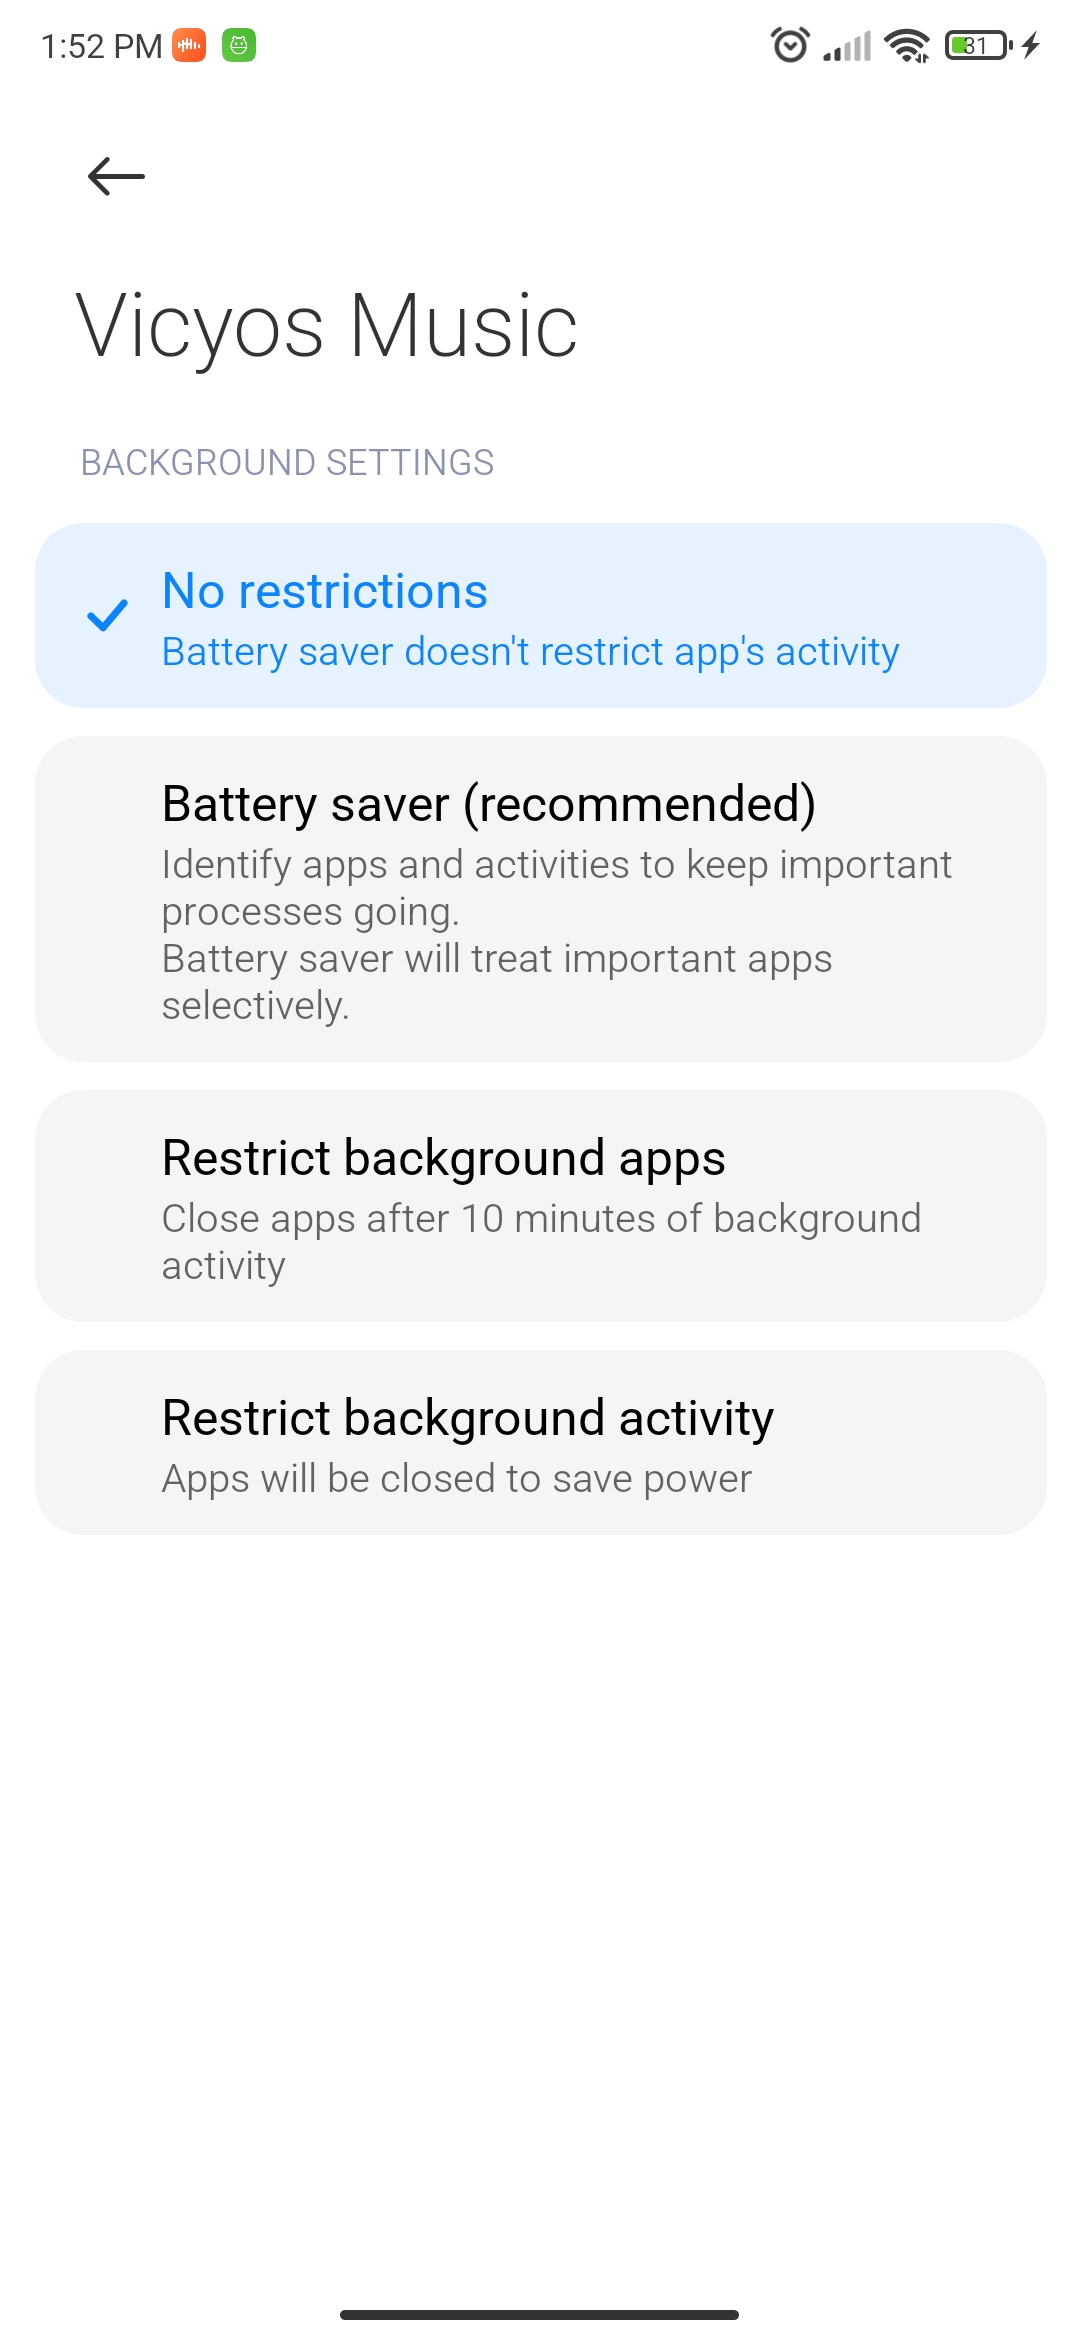 1:52 PM
31
Vicyos Music
BACKGROUND SETTINGS
No restrictions
Battery saver doesn't restrict app's activity
Battery saver (recommended)
Identify apps and activities to keep important
processes going.
Battery saver will treat important apps
selectively.
Restrict background apps
Close apps after 10 minutes of background
activity
Restrict background activity
Apps will be closed to save power